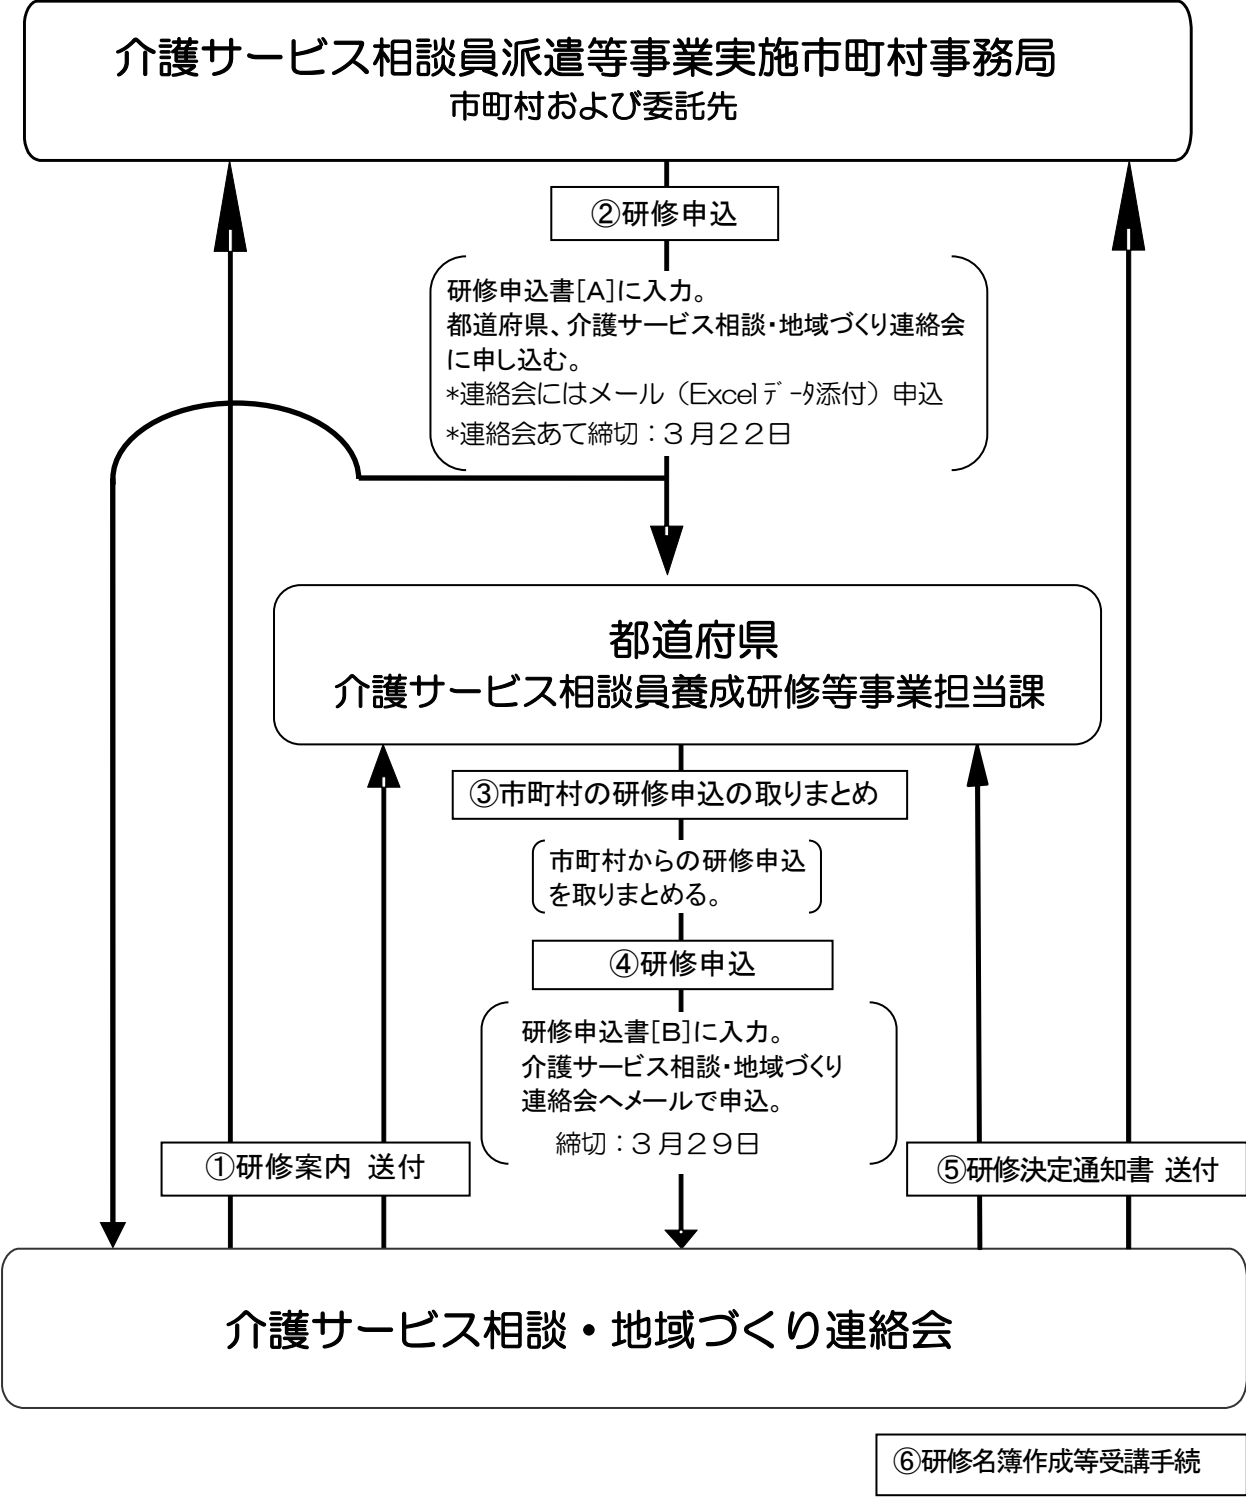 介護サービス相談員派遣等事業実施市町村事務局
市町村および委託先
②研修申込
研修申込書[A]に入力。
都道府県、介護サービス相談・地域づくり連絡会
に申し込む。
*連絡会にはメール（Excelﾃﾞｰﾀ添付）申込
*連絡会あて締切：３月２２日
都道府県
介護サービス相談員養成研修等事業担当課
③市町村の研修申込の取りまとめ
市町村からの研修申込
を取りまとめる。
④研修申込
研修申込書[B]に入力。
介護サービス相談・地域づくり
連絡会へメールで申込。
締切：３月２９日
①研修案内 送付
⑤研修決定通知書 送付
介護サービス相談・地域づくり連絡会
⑥研修名簿作成等受講手続